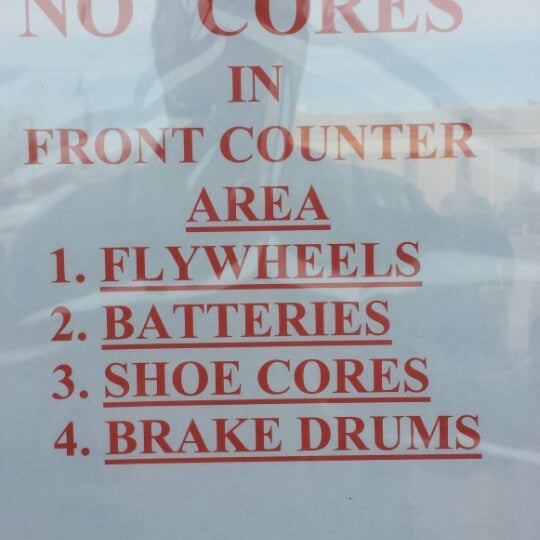 NO CORES
IN
FRONT COUNTER
AREA
1. FLYWHEELS
2. BATTERIES
3. SHOE CORES
4. BRAKE DRUMS